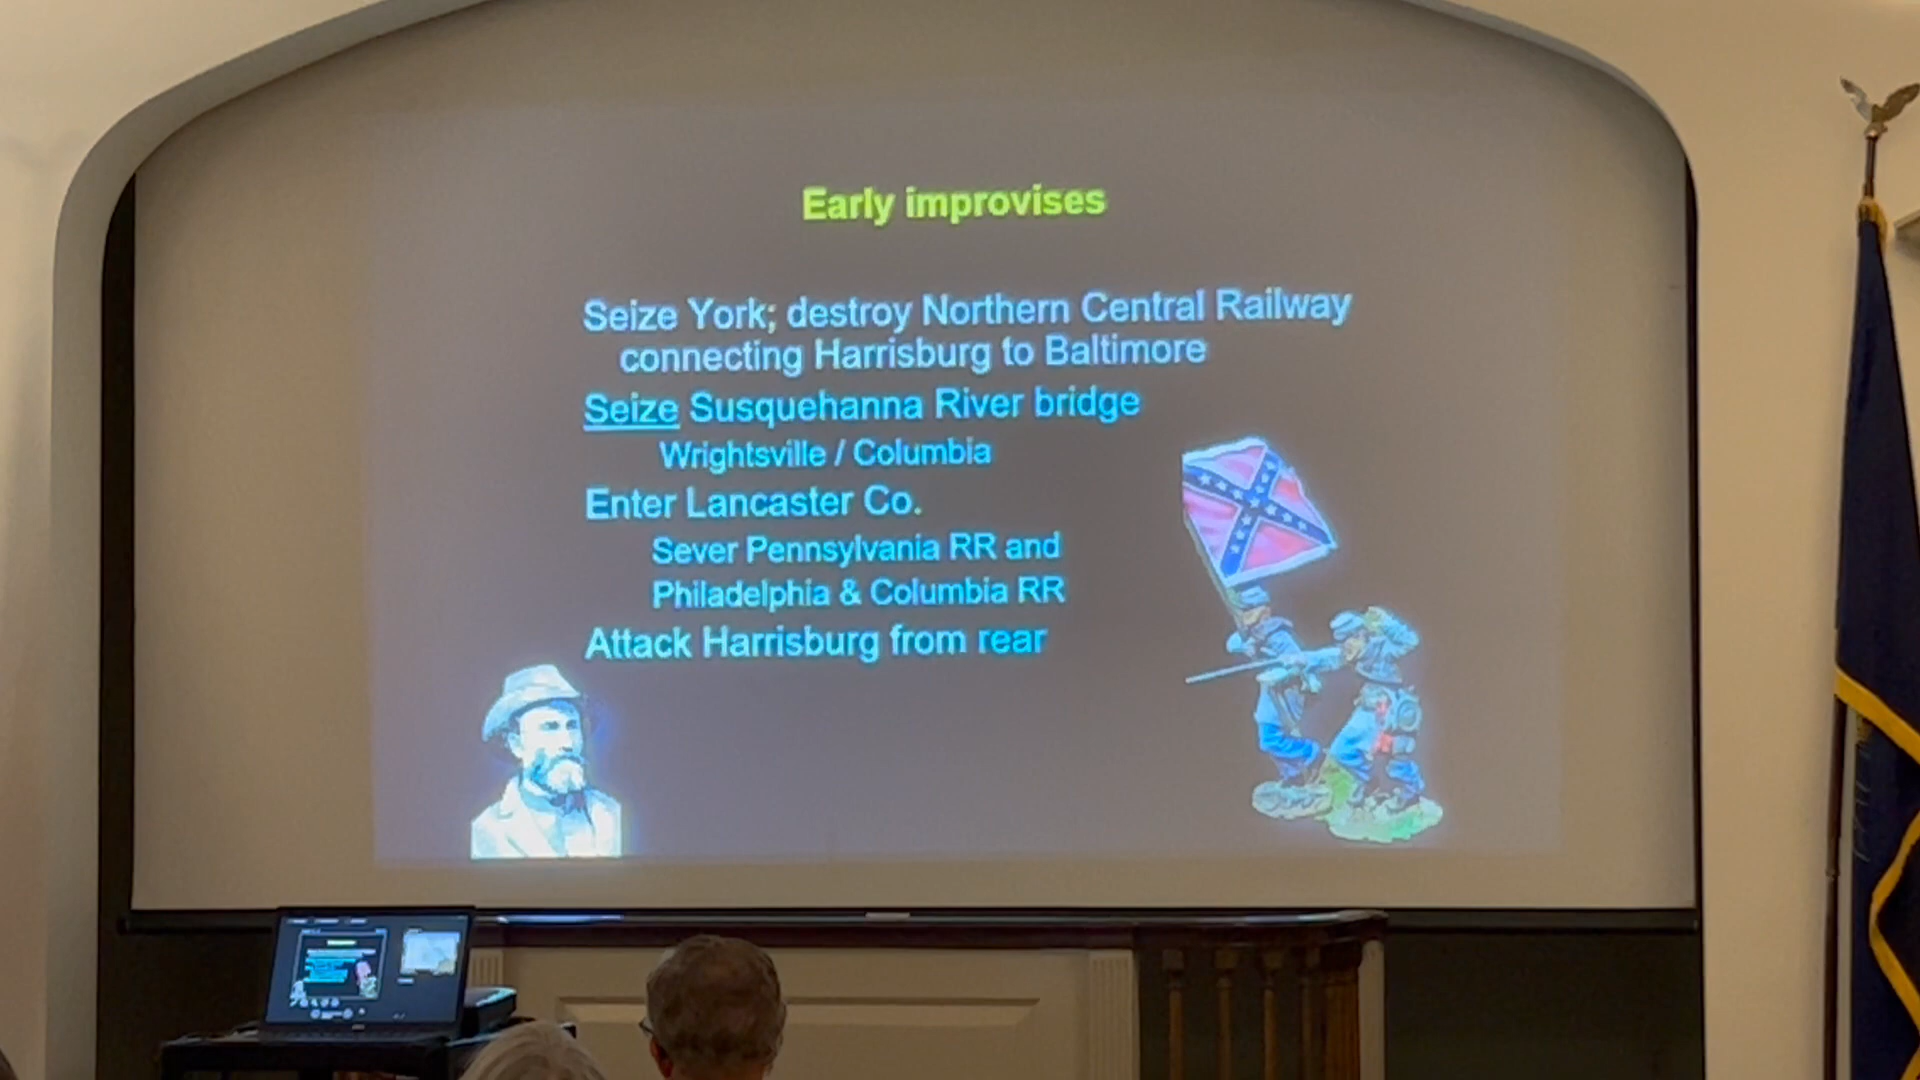 Early improvises
Seize York; destroy Northern Central Railway
connecting Harrisburg to Baltimore
Seize Susquehanna River bridge
Wrightsville / Columbia
Enter Lancaster Co.
Sever Pennsylvania RR and
Philadelphia & Columbia RR
Attack Harrisburg from rear